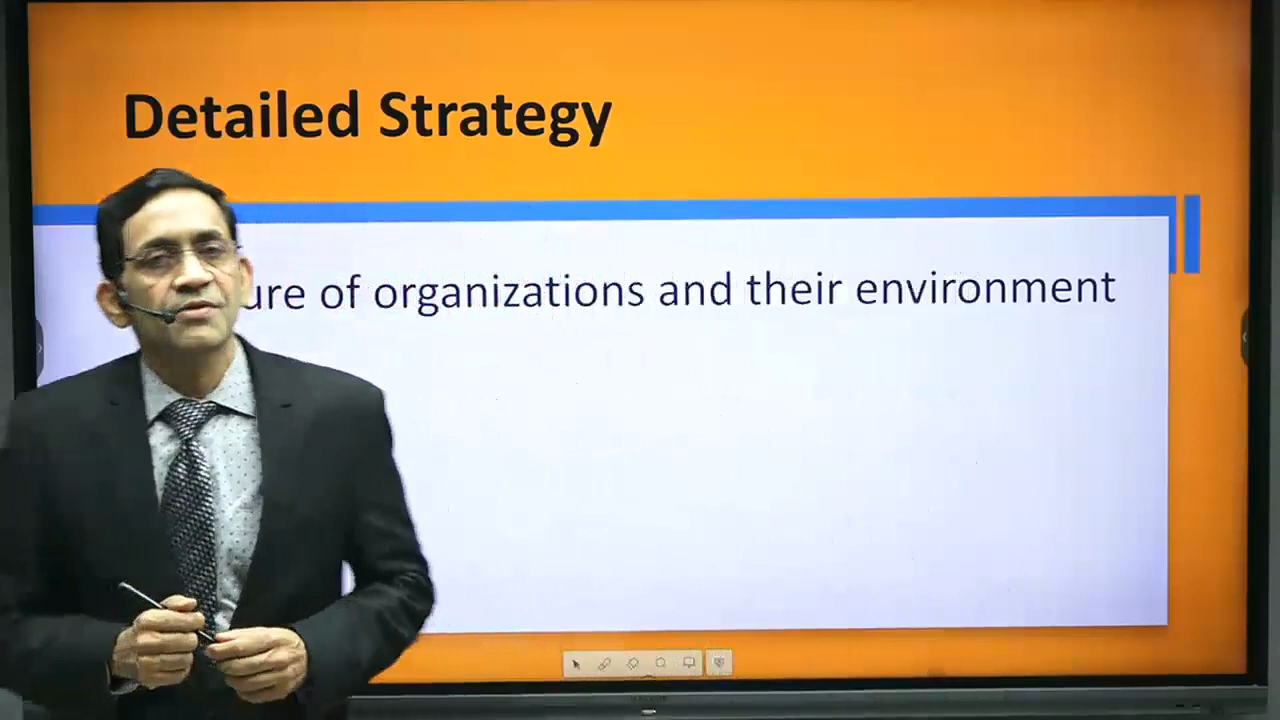 Detailed Strategy
ure of organizations and their environment